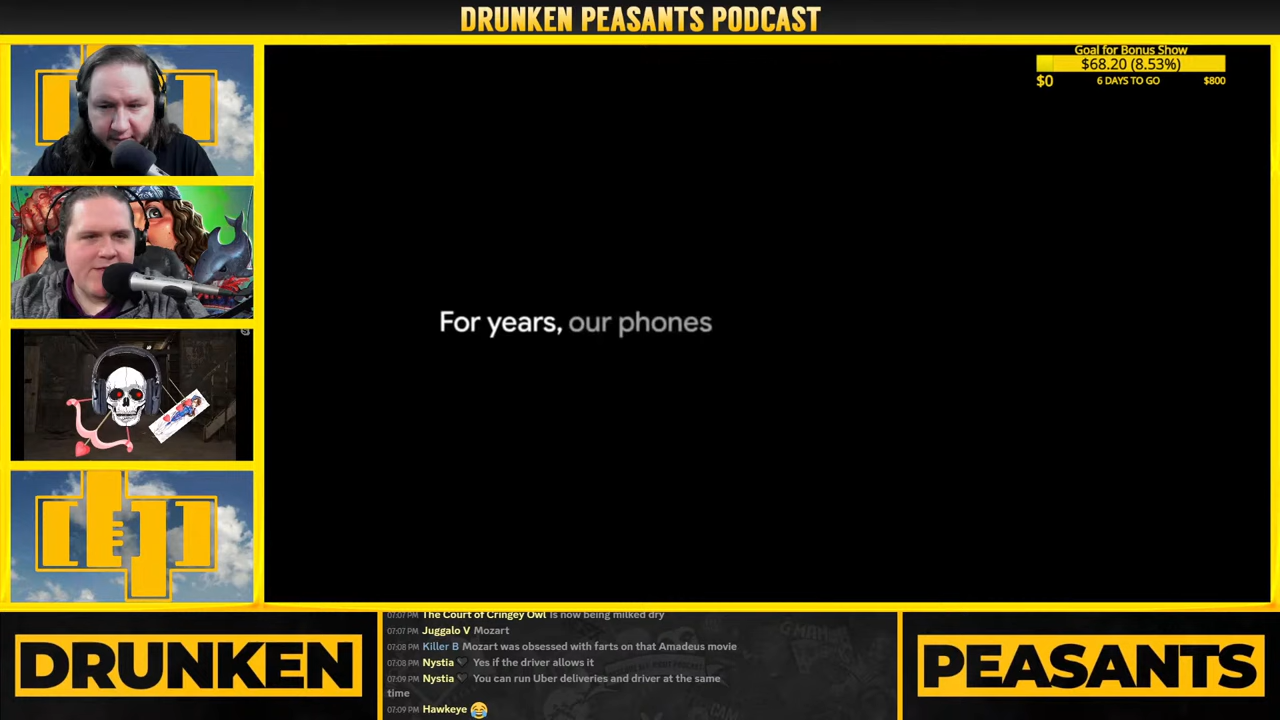 DRUNKEN PEASANTS PODCAST
Goal for Bonus Show
$68.20 (8.53%)
$0 6 DAYS TO GO $800
For years, our phones
07:07 PM The Court of Cringey Owl Is now being milked dry
07:07 PM Juggalo V Mozart
07:08 PM Killer B Mozart was obsessed with farts on that Amadeus movie
07:08 PM Nystia Yes if the driver allows it
07:09 PM Nystia You can run Uber deliveries and driver at the same
time
07:09 PM Hawkeye
DRUNKEN
PEASANTS